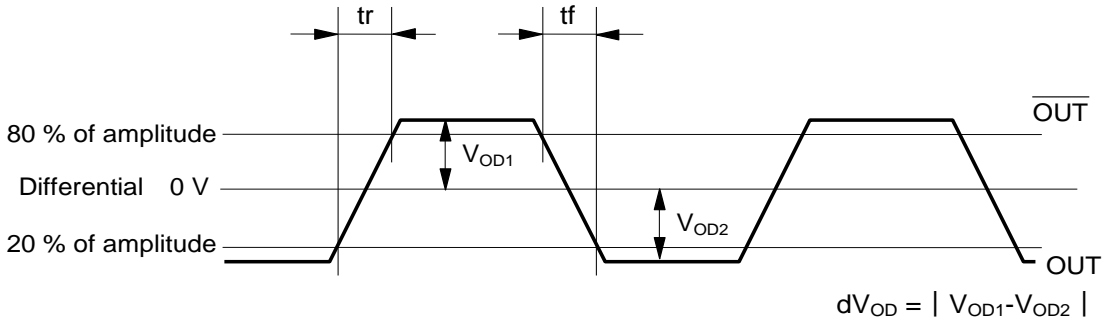 tr
tf
OUT
80 % of amplitude
VOD1
Differential 0 V
VOD2
20 % of amplitude
OUT
dVOD = | VOD1-VOD2 |